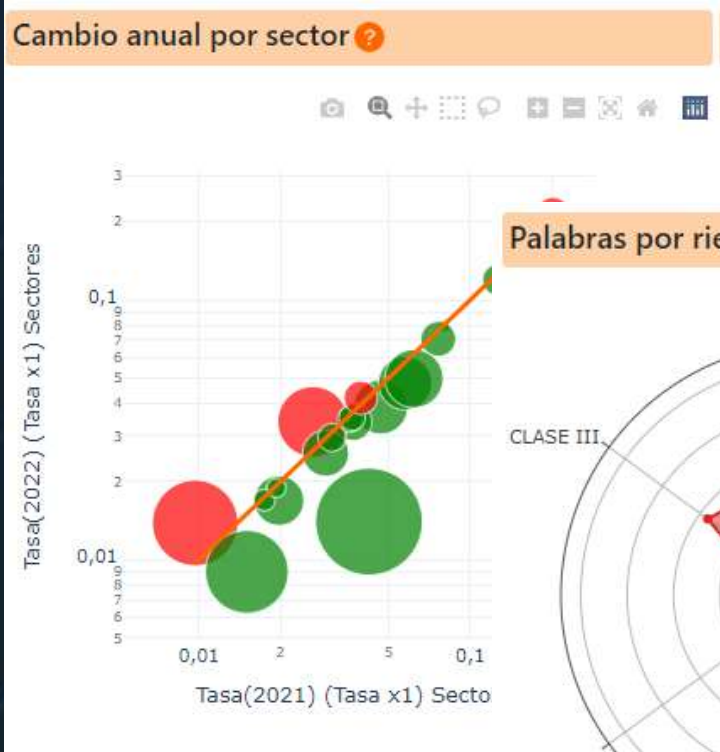 Cambio anual por sector ?
3
2
0,1
9
8
7
6
5
4
3
2
0,01
9
8
7
6
5
Tasa(2022) (Tasa x1) Sectores
0,01 2 5 0,1
Tasa(2021) (Tasa x1) Secto
Palabras por rie
CLASE III